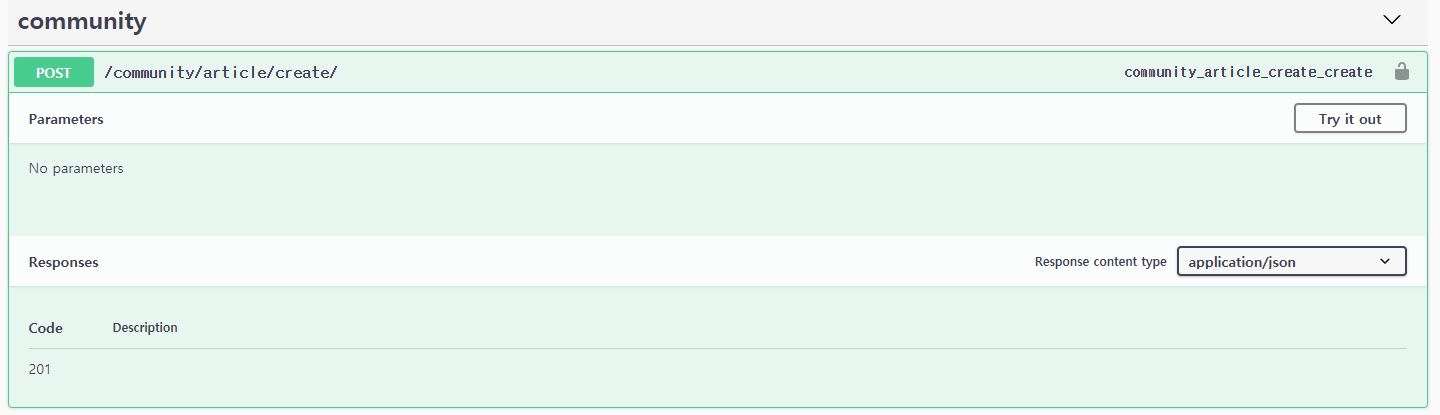 community
POST /community/article/create/ community_article_create_create
Parameters Try it out
No parameters
Responses Response content type application/json
Code Description
201